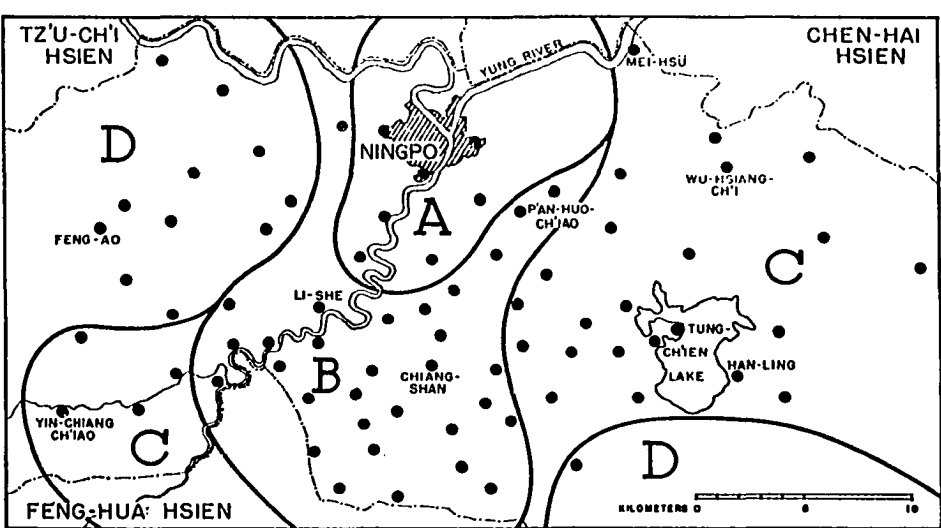 TZ'U-CH'I
HSIEN
CHEN-HAI
HSIEN
YUNG RIVER
MEI-HSÜ
D
NINGPO
WU-HSIANG-
CH'I
A
P'AN-HUO-
CH'IAO
FENG-AO
C
LI-SHE
TUNG-
CH'IEN
LAKE
HAN-LING
B
CHIANG-
SHAN
YIN-CHIANG
CH'IAO
C
D
FENG-HUA HSIEN
KILOMETERS 0 5 10